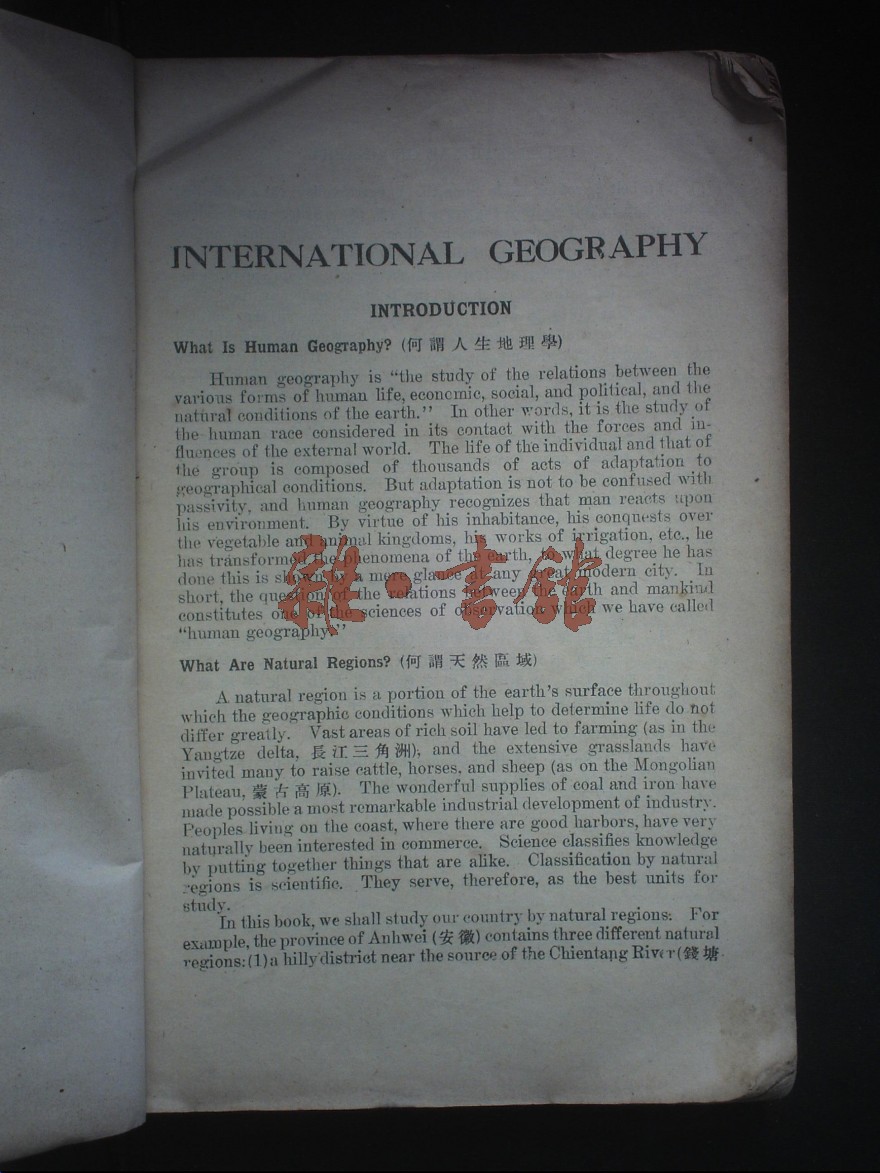 INTERNATIONAL GEOGRAPHY
INTRODUCTION
What Is Human Geography? (何謂人生地理學)
Human geography is “the study of the relations between the
various forms of human life, economic, social, and political, and the
natural conditions of the earth.” In other words, it is the study of
the human race considered in its contact with the forces and in-
fluences of the external world. The life of the individual and that of
the group is composed of thousands of acts of adaptation to
geographical conditions. But adaptation is not to be confused with
passivity, and human geography recognizes that man reacts upon
his environment. By virtue of his inhabitance, his conquests over
the vegetable and animal kingdoms, his works of irrigation, etc., he
has transformed the phenomena of the earth, to what degree he has
done this is shown by a mere glance at any great modern city. In
short, the question of the relations between the earth and mankind
constitutes one of the sciences of observation which we have called
“human geography.”
雜·書館
What Are Natural Regions? (何謂天然區域)
A natural region is a portion of the earth’s surface throughout
which the geographic conditions which help to determine life do not
differ greatly. Vast areas of rich soil have led to farming (as in the
Yangtze delta, 長江三角洲); and the extensive grasslands have
invited many to raise cattle, horses, and sheep (as on the Mongolian
Plateau, 蒙古高原). The wonderful supplies of coal and iron have
made possible a most remarkable industrial development of industry.
Peoples living on the coast, where there are good harbors, have very
naturally been interested in commerce. Science classifies knowledge
by putting together things that are alike. Classification by natural
regions is scientific. They serve, therefore, as the best units for
study.
In this book, we shall study our country by natural regions: For
example, the province of Anhwei (安徽) contains three different natural
regions: (1) a hilly district near the source of the Chientang River (錢塘